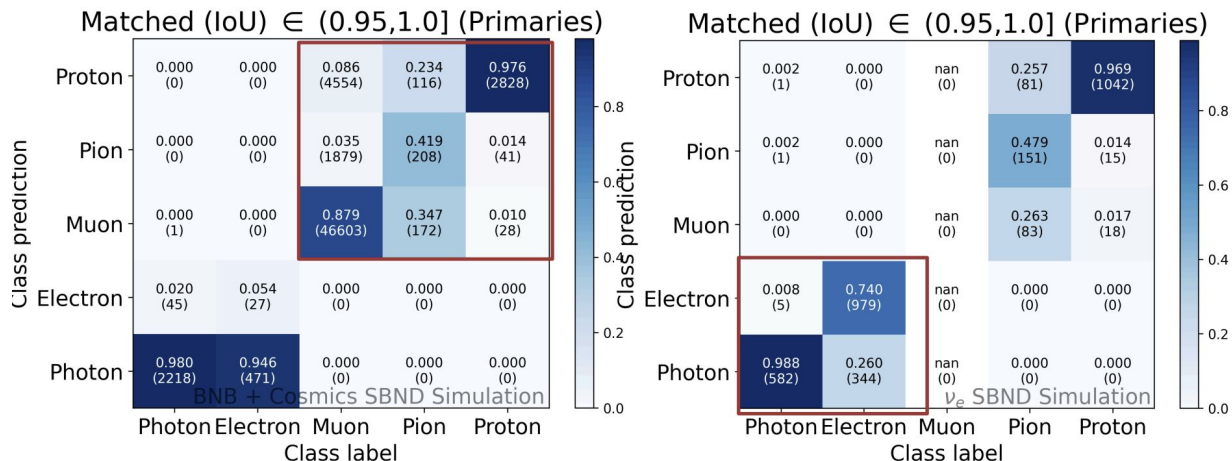 Matched (IoU) ∈ (0.95,1.0] (Primaries)
Class prediction
Proton
0.000 0.000 0.086 0.234 0.976
(0) (0) (4554) (116) (2828)
Pion
0.000 0.000 0.035 0.419 0.014
(0) (0) (1879) (208) (41)
Muon
0.000 0.000 0.879 0.347 0.010
(1) (0) (46603) (172) (28)
Electron
0.020 0.054 0.000 0.000 0.000
(45) (27) (0) (0) (0)
Photon
0.980 0.946 0.000 0.000 0.000
(2218) (471) (0) (0) (0)
BNB + Cosmics SBND Simulation
Photon Electron Muon Pion Proton
Class label
0.8
0.6
0.4
0.2
0.0
Matched (IoU) ∈ (0.95,1.0] (Primaries)
Class prediction
Proton
0.002 0.000 nan 0.257 0.969
(1) (0) (0) (81) (1042)
Pion
0.002 0.000 nan 0.479 0.014
(1) (0) (0) (151) (15)
Muon
0.000 0.000 nan 0.263 0.017
(0) (0) (0) (83) (18)
Electron
0.008 0.740 nan 0.000 0.000
(5) (979) (0) (0) (0)
Photon
0.988 0.260 nan 0.000 0.000
(582) (344) (0) (0) (0)
νe SBND Simulation
Photon Electron Muon Pion Proton
Class label
0.8
0.6
0.4
0.2
0.0